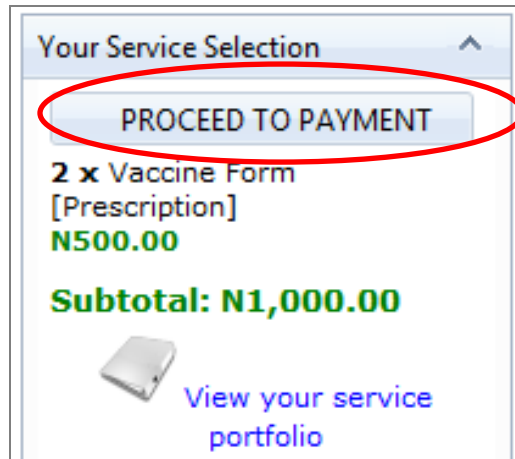 Your Service Selection
PROCEED TO PAYMENT
2 x Vaccine Form
[Prescription]
N500.00
Subtotal: N1,000.00
View your service
portfolio